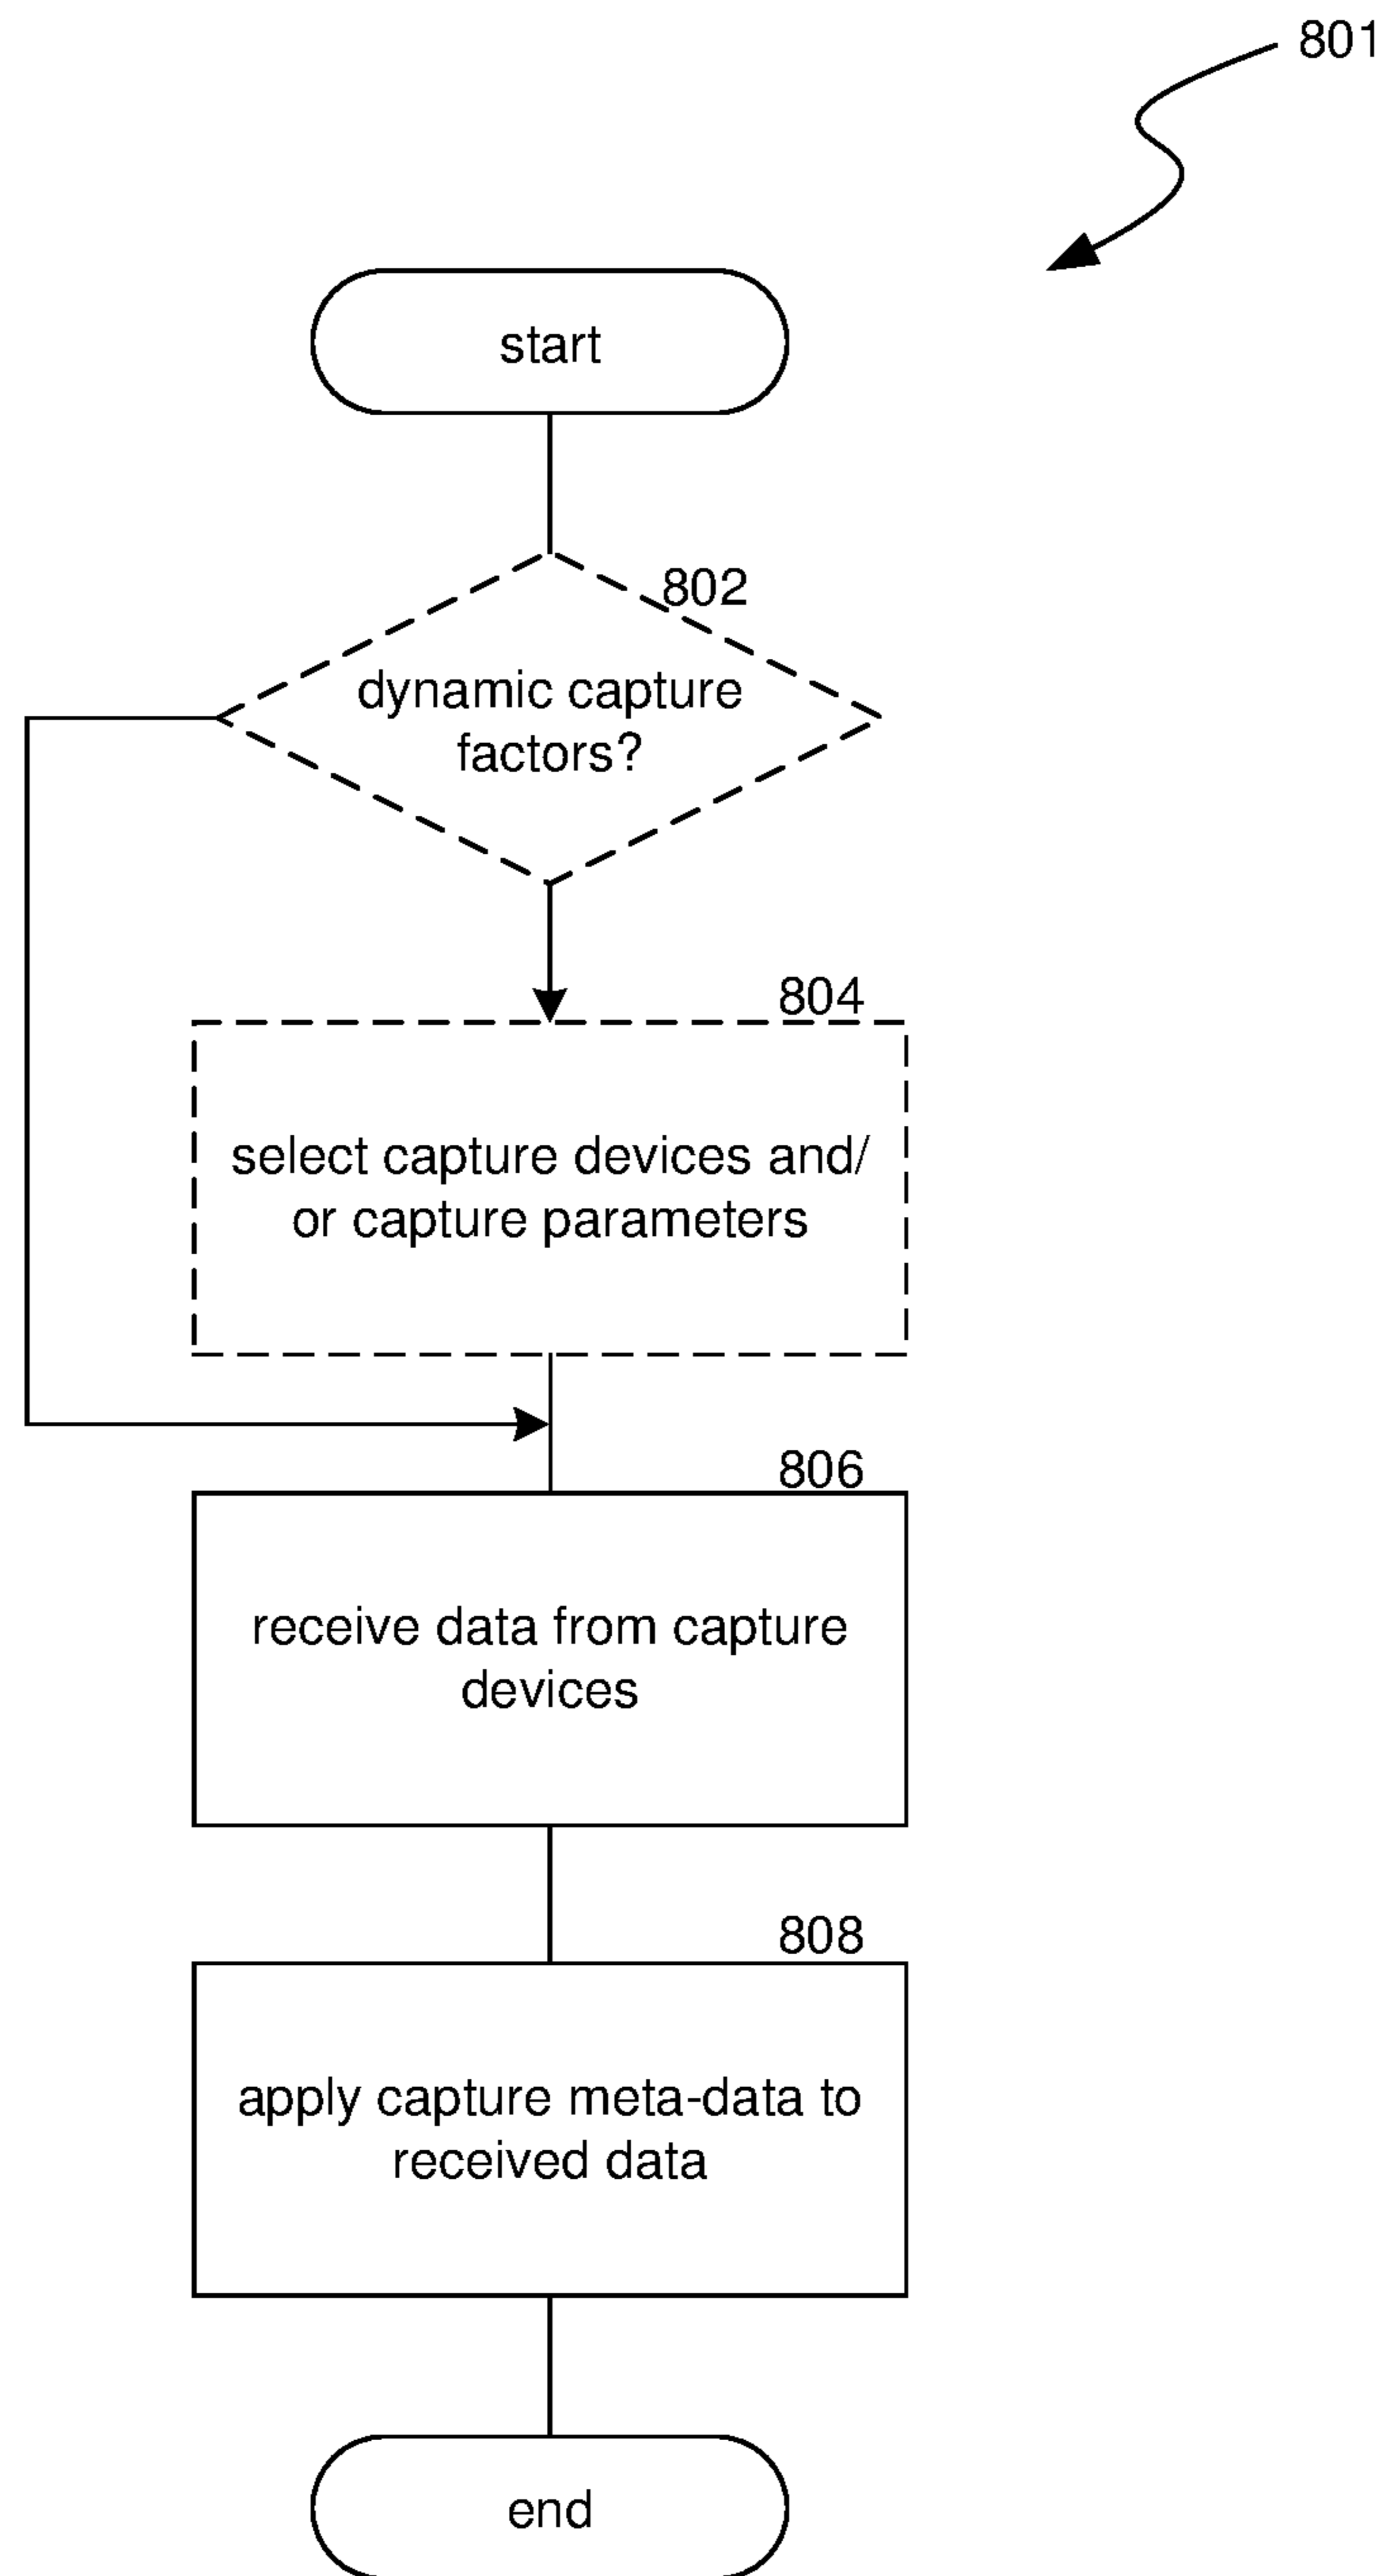 801
start
802
dynamic capture
factors?
804
select capture devices and/
or capture parameters
806
receive data from capture
devices
808
apply capture meta-data to
received data
end